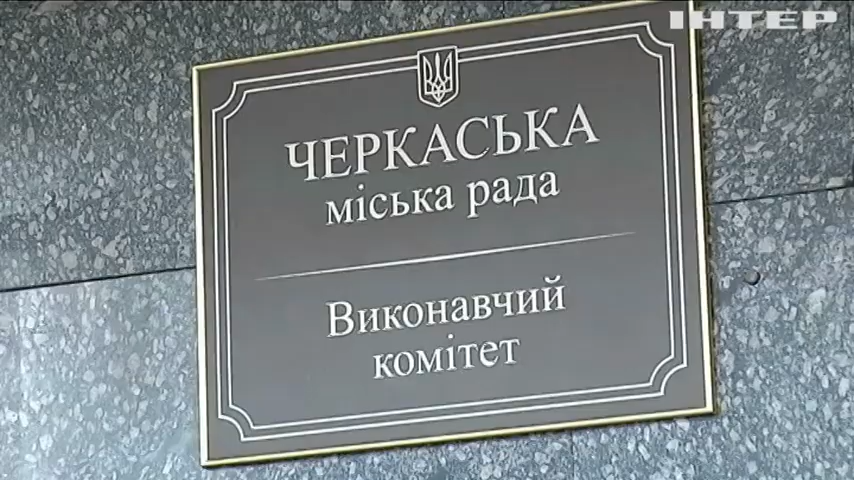 ІНТЕР
ЧЕРКАСЬКА
міська рада
Виконавчий
комітет